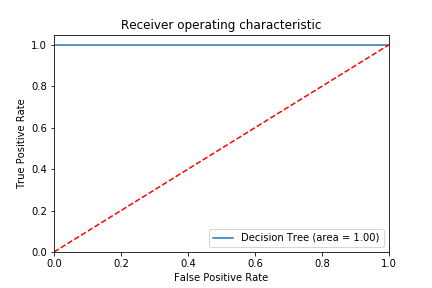 Receiver operating characteristic
1.0
0.8
0.6
0.4
0.2
0.0
True Positive Rate
Decision Tree (area = 1.00)
0.0 0.2 0.4 0.6 0.8 1.0
False Positive Rate